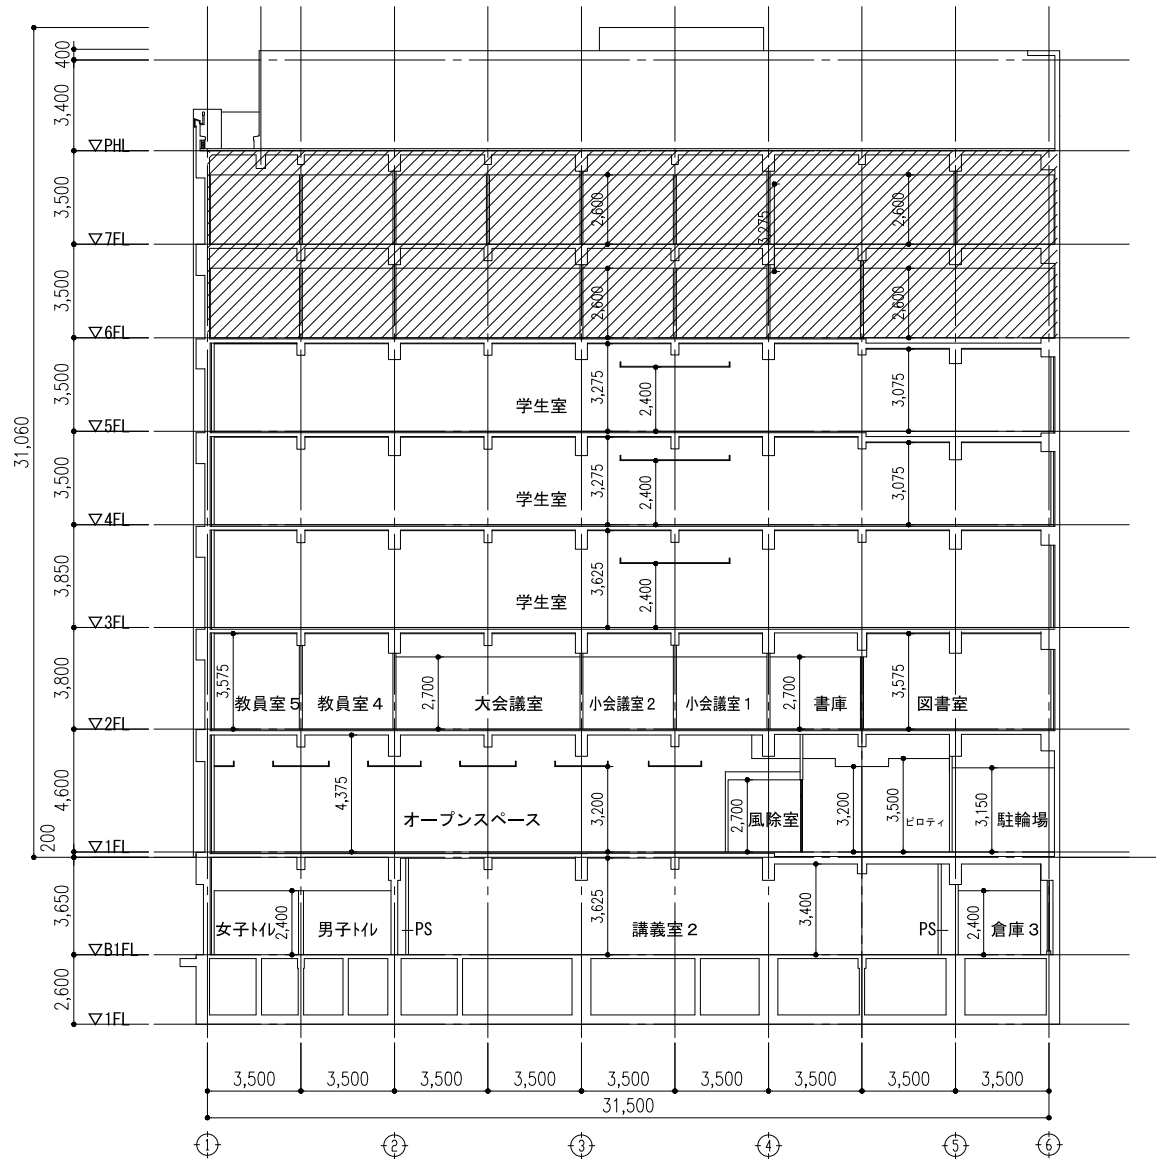 400
3,400
▽PHL
3,500
2,600
3,275
2,600
▽7FL
3,500
2,600
2,600
▽6FL
3,500
3,275
2,400
3,075
学生室
▽5FL
31,060
3,500
3,275
2,400
3,075
学生室
▽4FL
3,850
3,625
2,400
学生室
▽3FL
3,800
3,575
2,700
2,700
3,575
教員室5
教員室4
大会議室
小会議室2
小会議室1
書庫
図書室
▽2FL
4,600
4,375
3,200
2,700
3,200
3,500
3,150
オープンスペース
風除室
ピロティ
駐輪場
200
▽1FL
3,650
2,400
3,625
3,400
2,400
女子トイレ
男子トイレ
PS
講義室2
PS
倉庫3
▽B1FL
2,600
▽1FL
3,500 3,500 3,500 3,500 3,500 3,500 3,500 3,500 3,500
31,500
1 2 3 4 5 6